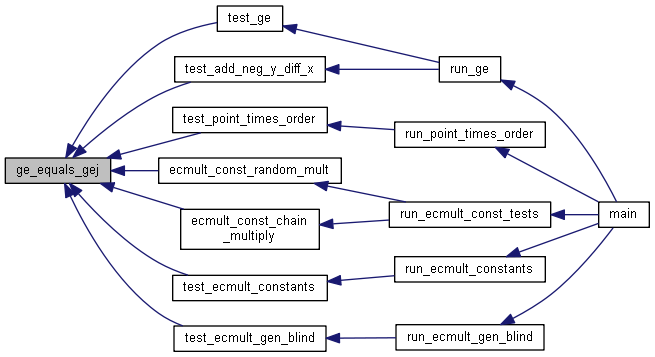 test_ge
test_add_neg_y_diff_x
run_ge
test_point_times_order
run_point_times_order
ge_equals_gej
ecmult_const_random_mult
ecmult_const_chain
_multiply
run_ecmult_const_tests
main
test_ecmult_constants
run_ecmult_constants
test_ecmult_gen_blind
run_ecmult_gen_blind